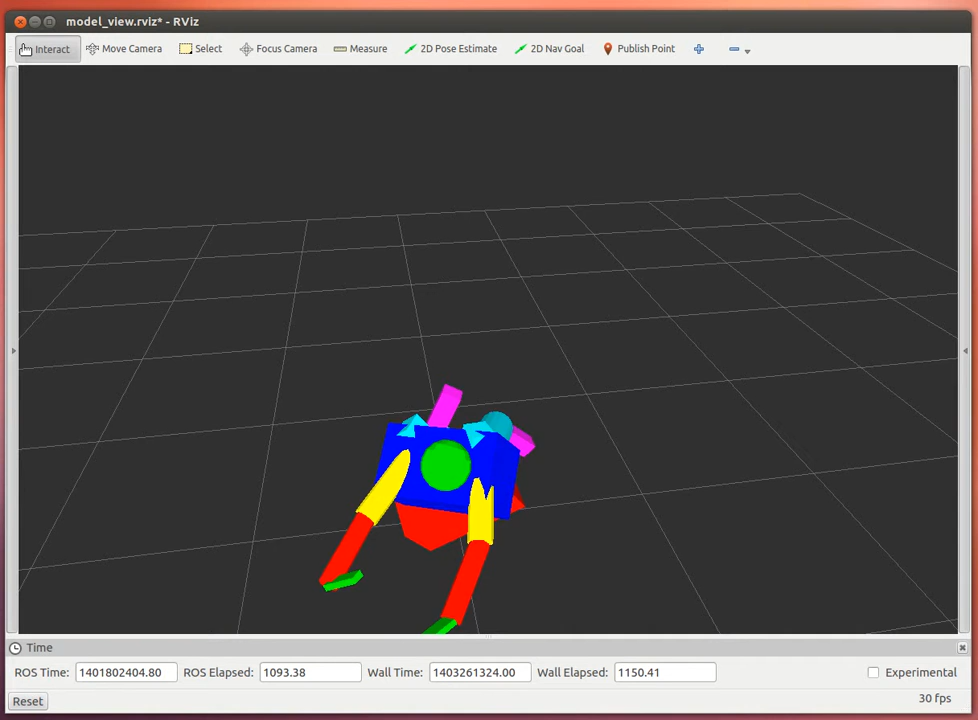 model_view.rviz* - RViz
Interact Move Camera Select Focus Camera Measure 2D Pose Estimate 2D Nav Goal Publish Point
Time
ROS Time: 1401802404.80 ROS Elapsed: 1093.38 Wall Time: 1403261324.00 Wall Elapsed: 1150.41 Experimental
Reset 30 fps